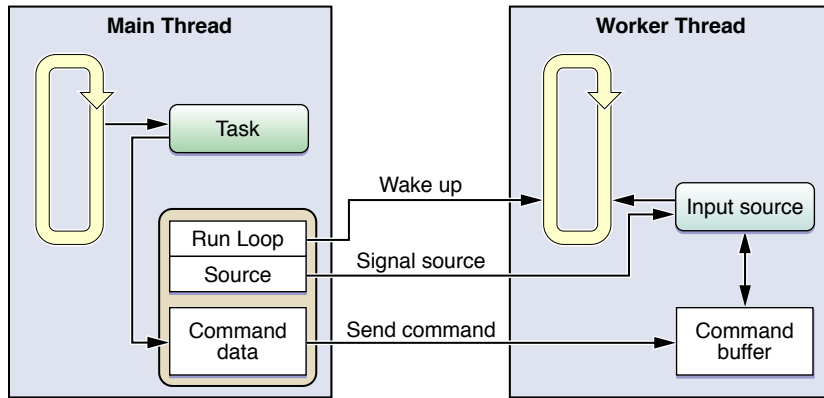 Main Thread
Worker Thread
Task
Wake up
Input source
Run Loop
Source
Signal source
Command
data
Send command
Command
buffer